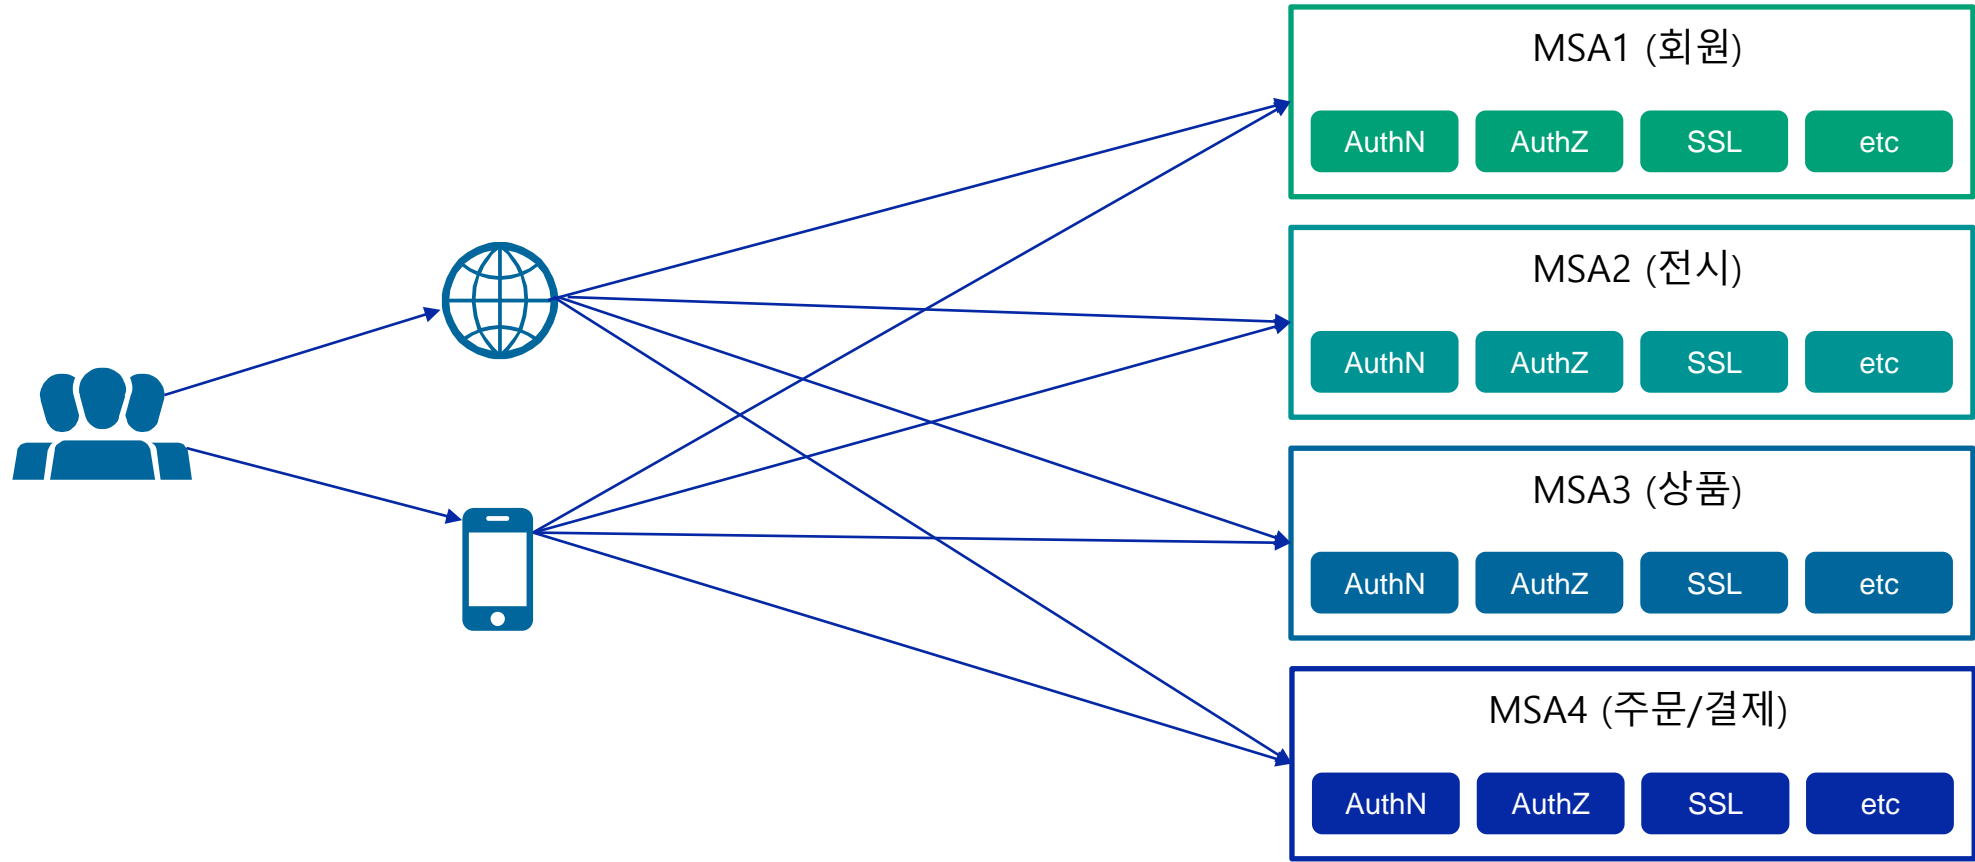 MSA1 (회원)
AuthN AuthZ SSL etc
MSA2 (전시)
AuthN AuthZ SSL etc
MSA3 (상품)
AuthN AuthZ SSL etc
MSA4 (주문/결제)
AuthN AuthZ SSL etc